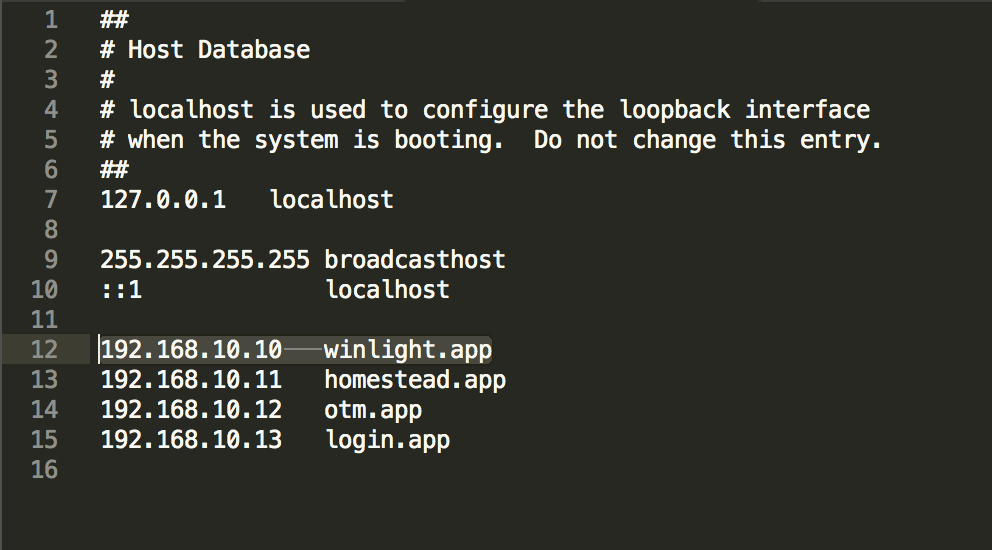 1 ##
2 # Host Database
3 #
4 # localhost is used to configure the loopback interface
5 # when the system is booting.  Do not change this entry.
6 ##
7 127.0.0.1   localhost
8
9 255.255.255.255 broadcasthost
10 ::1             localhost
11
12 192.168.10.10   winlight.app
13 192.168.10.11   homestead.app
14 192.168.10.12   otm.app
15 192.168.10.13   login.app
16